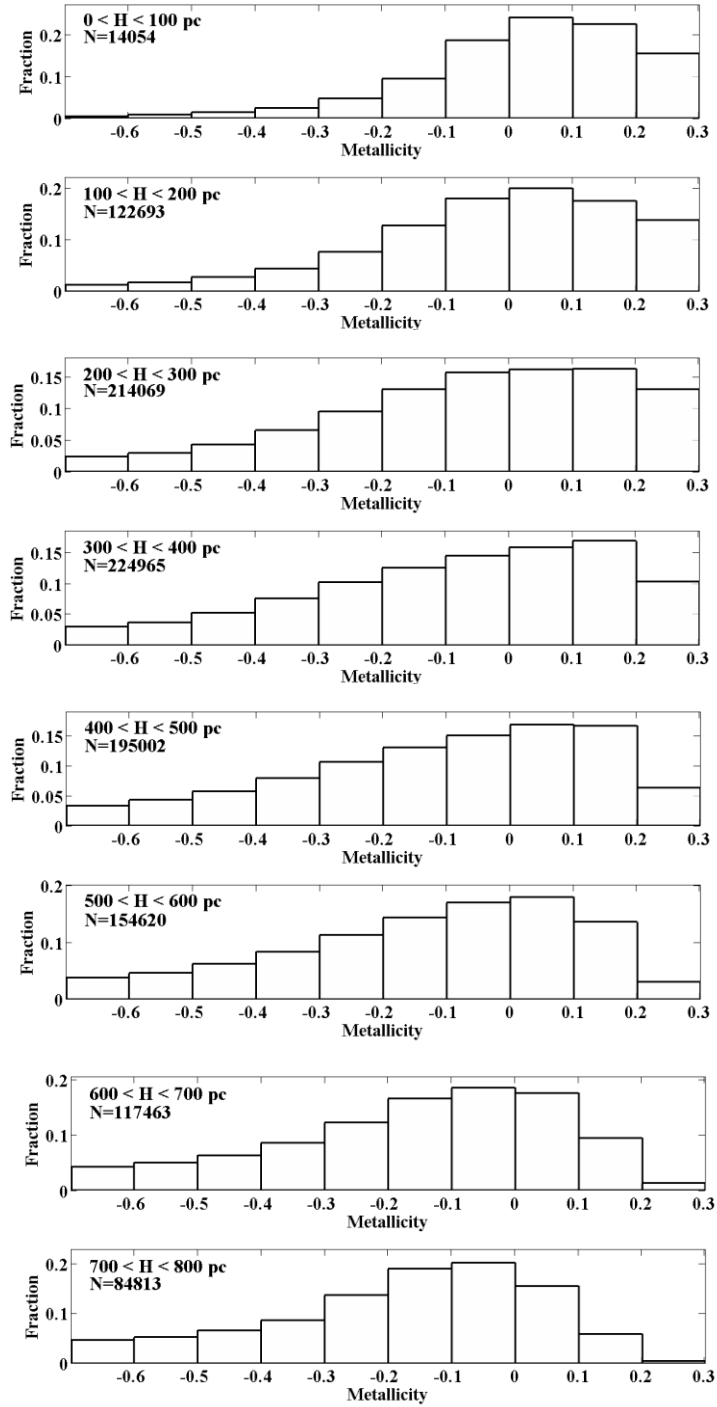 0 < H < 100 pc
N=14054
Fraction
0.2
0.1
0
-0.6 -0.5 -0.4 -0.3 -0.2 -0.1 0 0.1 0.2 0.3
Metallicity
100 < H < 200 pc
N=122693
Fraction
0.2
0.1
0
-0.6 -0.5 -0.4 -0.3 -0.2 -0.1 0 0.1 0.2 0.3
Metallicity
200 < H < 300 pc
N=214069
Fraction
0.15
0.1
0.05
0
-0.6 -0.5 -0.4 -0.3 -0.2 -0.1 0 0.1 0.2 0.3
Metallicity
300 < H < 400 pc
N=224965
Fraction
0.15
0.1
0.05
0
-0.6 -0.5 -0.4 -0.3 -0.2 -0.1 0 0.1 0.2 0.3
Metallicity
400 < H < 500 pc
N=195002
Fraction
0.15
0.1
0.05
0
-0.6 -0.5 -0.4 -0.3 -0.2 -0.1 0 0.1 0.2 0.3
Metallicity
500 < H < 600 pc
N=154620
Fraction
0.2
0.1
0
-0.6 -0.5 -0.4 -0.3 -0.2 -0.1 0 0.1 0.2 0.3
Metallicity
600 < H < 700 pc
N=117463
Fraction
0.2
0.1
0
-0.6 -0.5 -0.4 -0.3 -0.2 -0.1 0 0.1 0.2 0.3
Metallicity
700 < H < 800 pc
N=84813
Fraction
0.2
0.1
0
-0.6 -0.5 -0.4 -0.3 -0.2 -0.1 0 0.1 0.2 0.3
Metallicity